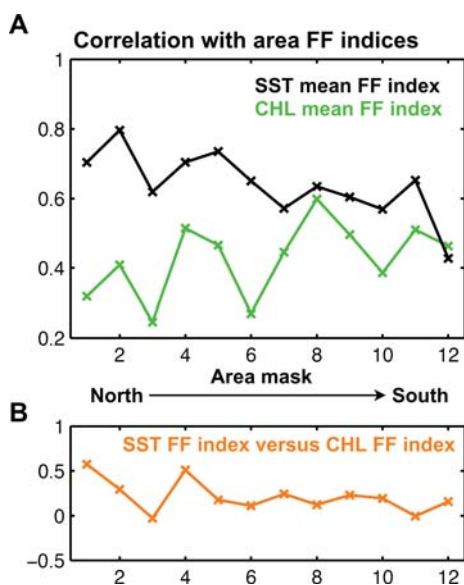 A
Correlation with area FF indices
1
0.8
0.6
0.4
0.2
SST mean FF index
CHL mean FF index
2 4 6 8 10 12
Area mask
North South
B
SST FF index versus CHL FF index
1
0.5
0
−0.5
2 4 6 8 10 12